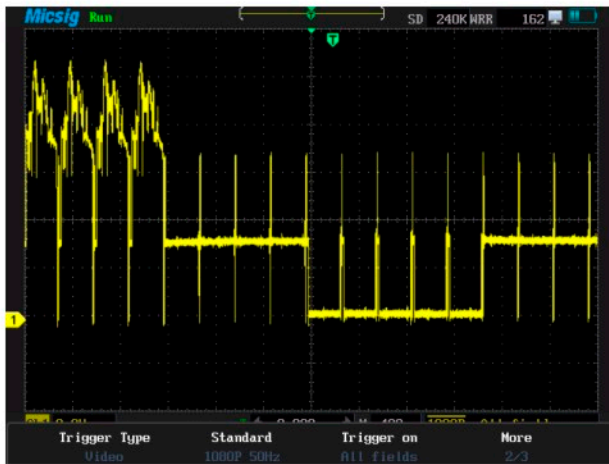 Micsig Run SD 240K WRR 162
T
1
Trigger Type Standard Trigger on More
Video 1080P 50Hz All fields 2/3